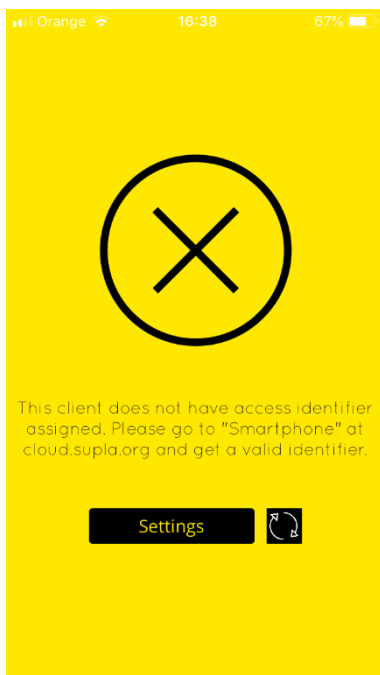 Orange 16:38 67%
This client does not have access identifier
assigned. Please go to "Smartphone" at
cloud.supla.org and get a valid identifier.
Settings